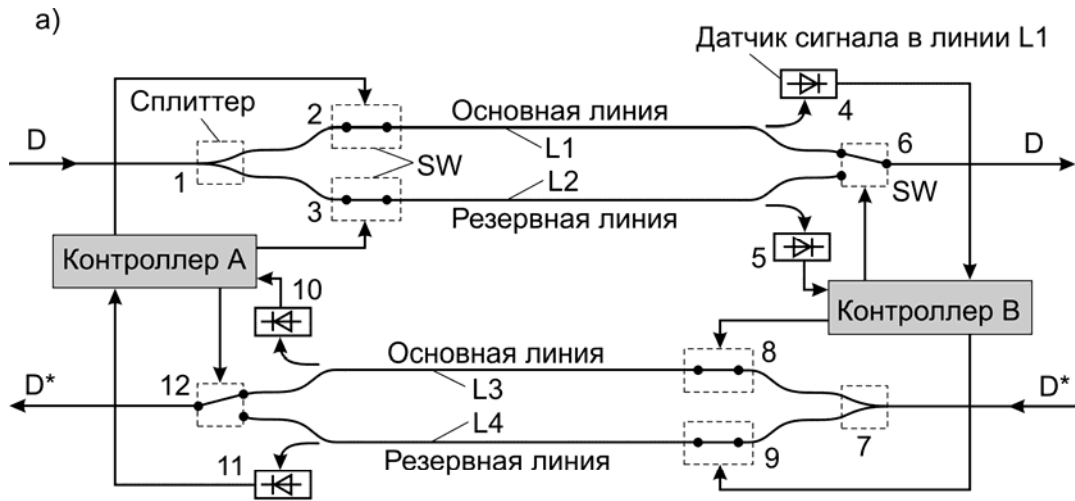 а)
Датчик сигнала в линии L1
Сплиттер
2
Основная линия
4
D
L1
6
D
1
SW
L2
SW
3
Резервная линия
5
Контроллер А
10
Контроллер В
Основная линия
8
D*
12
L3
D*
L4
7
11
Резервная линия
9